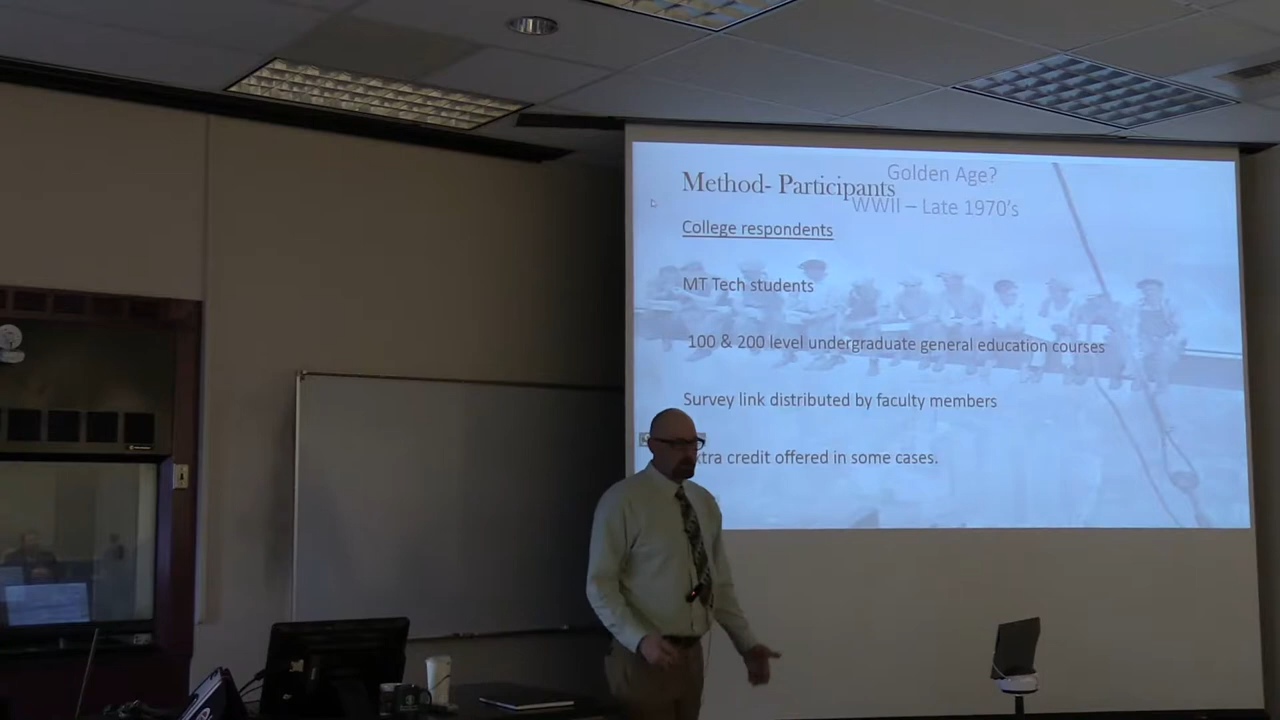 Golden Age?
Method- Participants
WWII – Late 1970's
College respondents
MT Tech students
100 & 200 level undergraduate general education courses
Survey link distributed by faculty members
credit offered in some cases.